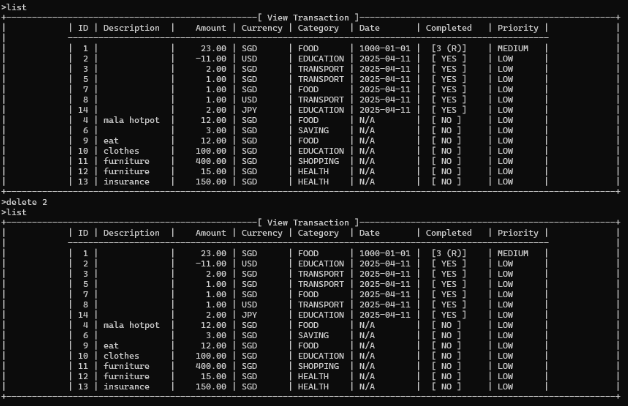 >list
[ View Transaction ]
| ID | Description | Amount | Currency | Category | Date | Completed | Priority |
| 1 | | 23.00 | SGD | FOOD | 1000-01-01 | [3 (R)] | MEDIUM |
| 2 | | -11.00 | USD | EDUCATION | 2025-04-11 | [ YES ] | LOW |
| 3 | | 2.00 | SGD | TRANSPORT | 2025-04-11 | [ YES ] | LOW |
| 5 | | 1.00 | SGD | TRANSPORT | 2025-04-11 | [ YES ] | LOW |
| 7 | | 1.00 | SGD | FOOD | 2025-04-11 | [ YES ] | LOW |
| 8 | | 1.00 | USD | TRANSPORT | 2025-04-11 | [ YES ] | LOW |
| 14 | | 2.00 | JPY | EDUCATION | 2025-04-11 | [ YES ] | LOW |
| 4 | mala hotpot | 12.00 | SGD | FOOD | N/A | [ NO ] | LOW |
| 6 | | 3.00 | SGD | SAVING | N/A | [ NO ] | LOW |
| 9 | eat | 12.00 | SGD | FOOD | N/A | [ NO ] | LOW |
| 10 | clothes | 100.00 | SGD | EDUCATION | N/A | [ NO ] | LOW |
| 11 | furniture | 400.00 | SGD | SHOPPING | N/A | [ NO ] | LOW |
| 12 | furniture | 15.00 | SGD | HEALTH | N/A | [ NO ] | LOW |
| 13 | insurance | 150.00 | SGD | HEALTH | N/A | [ NO ] | LOW |
>delete 2
>list
[ View Transaction ]
| ID | Description | Amount | Currency | Category | Date | Completed | Priority |
| 1 | | 23.00 | SGD | FOOD | 1000-01-01 | [3 (R)] | MEDIUM |
| 2 | | -11.00 | SGD | EDUCATION | 2025-04-11 | [ YES ] | LOW |
| 3 | | 2.00 | SGD | TRANSPORT | 2025-04-11 | [ YES ] | LOW |
| 5 | | 1.00 | SGD | TRANSPORT | 2025-04-11 | [ YES ] | LOW |
| 7 | | 1.00 | SGD | FOOD | 2025-04-11 | [ YES ] | LOW |
| 8 | | 1.00 | USD | TRANSPORT | 2025-04-11 | [ YES ] | LOW |
| 14 | | 2.00 | JPY | EDUCATION | 2025-04-11 | [ YES ] | LOW |
| 4 | mala hotpot | 12.00 | SGD | FOOD | N/A | [ NO ] | LOW |
| 6 | | 3.00 | SGD | SAVING | N/A | [ NO ] | LOW |
| 9 | eat | 12.00 | SGD | FOOD | N/A | [ NO ] | LOW |
| 10 | clothes | 100.00 | SGD | EDUCATION | N/A | [ NO ] | LOW |
| 11 | furniture | 400.00 | SGD | SHOPPING | N/A | [ NO ] | LOW |
| 12 | furniture | 15.00 | SGD | HEALTH | N/A | [ NO ] | LOW |
| 13 | insurance | 150.00 | SGD | HEALTH | N/A | [ NO ] | LOW |